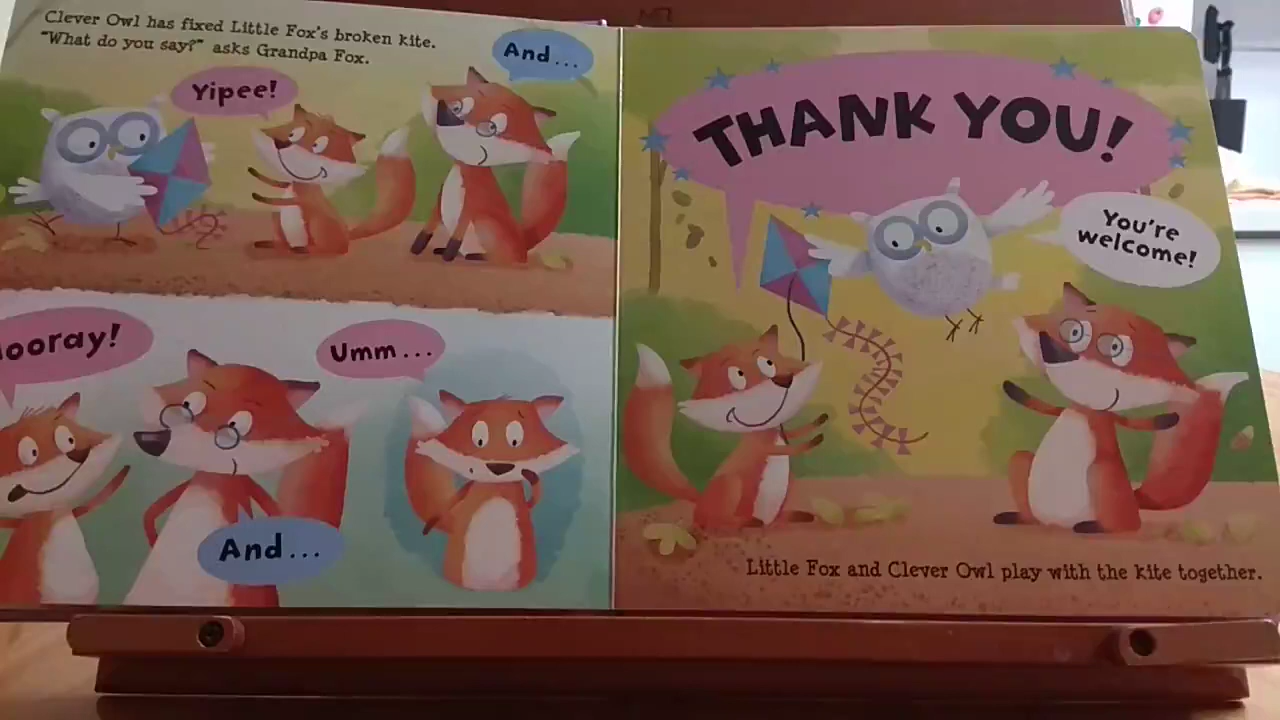 Clever Owl has fixed Little Fox's broken kite.
"What do you say?" asks Grandpa Fox.
And...
Yipee!
ooray!
Umm...
And...
THANK YOU!
You're
welcome!
Little Fox and Clever Owl play with the kite together.